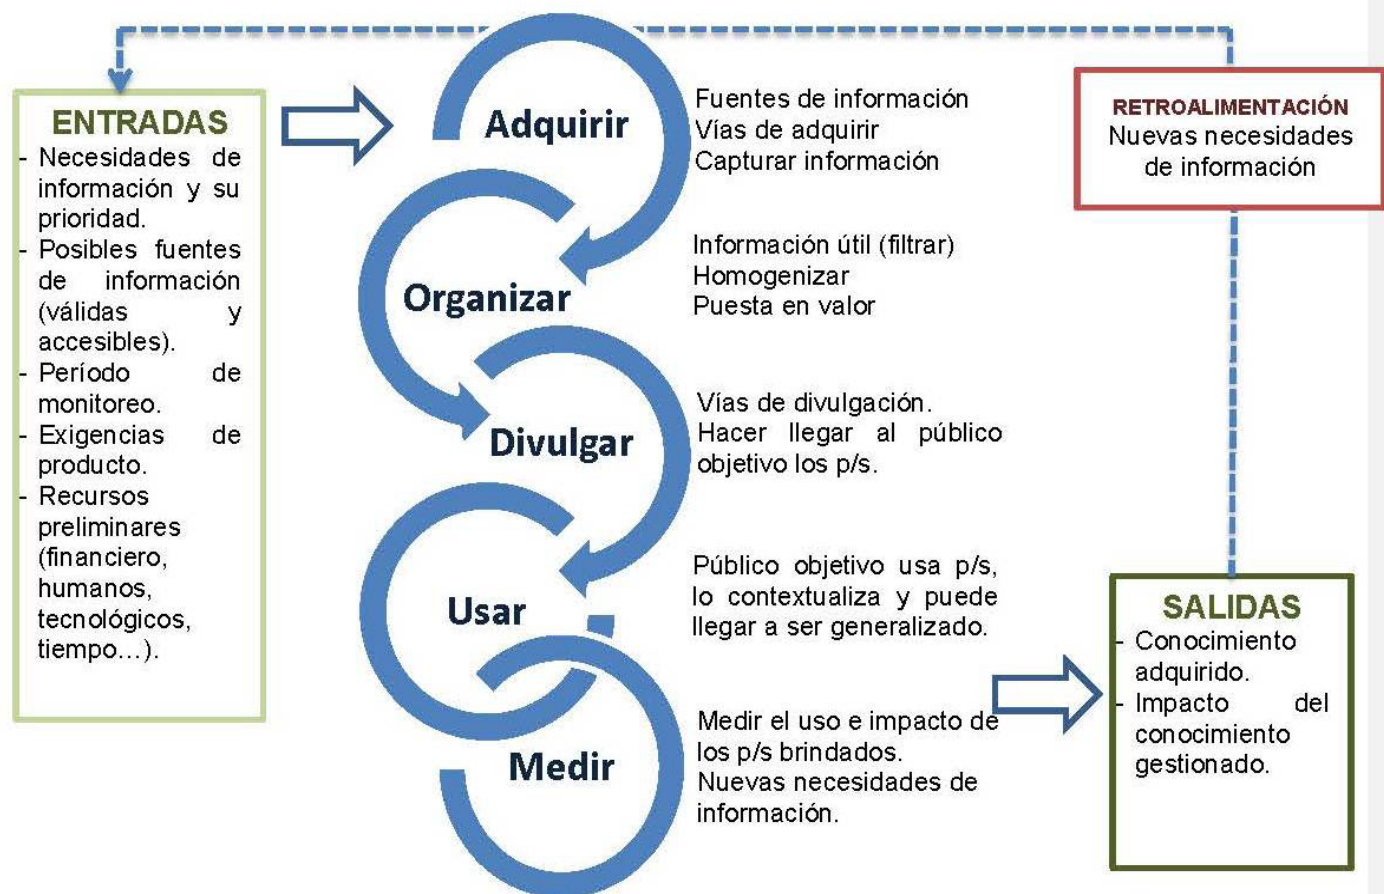 ENTRADAS
- Necesidades de
información y su
prioridad.
- Posibles fuentes
de información
(válidas y
accesibles).
- Período de
monitoreo.
- Exigencias de
producto.
- Recursos
preliminares
(financiero,
humanos,
tecnológicos,
tiempo…).
Adquirir
Fuentes de información
Vías de adquirir
Capturar información
Organizar
Información útil (filtrar)
Homogenizar
Puesta en valor
Divulgar
Vías de divulgación.
Hacer llegar al público
objetivo los p/s.
Usar
Público objetivo usa p/s,
lo contextualiza y puede
llegar a ser generalizado.
Medir
Medir el uso e impacto de
los p/s brindados.
Nuevas necesidades de
información.
RETROALIMENTACIÓN
Nuevas necesidades
de información
SALIDAS
- Conocimiento
adquirido.
- Impacto del
conocimiento
gestionado.